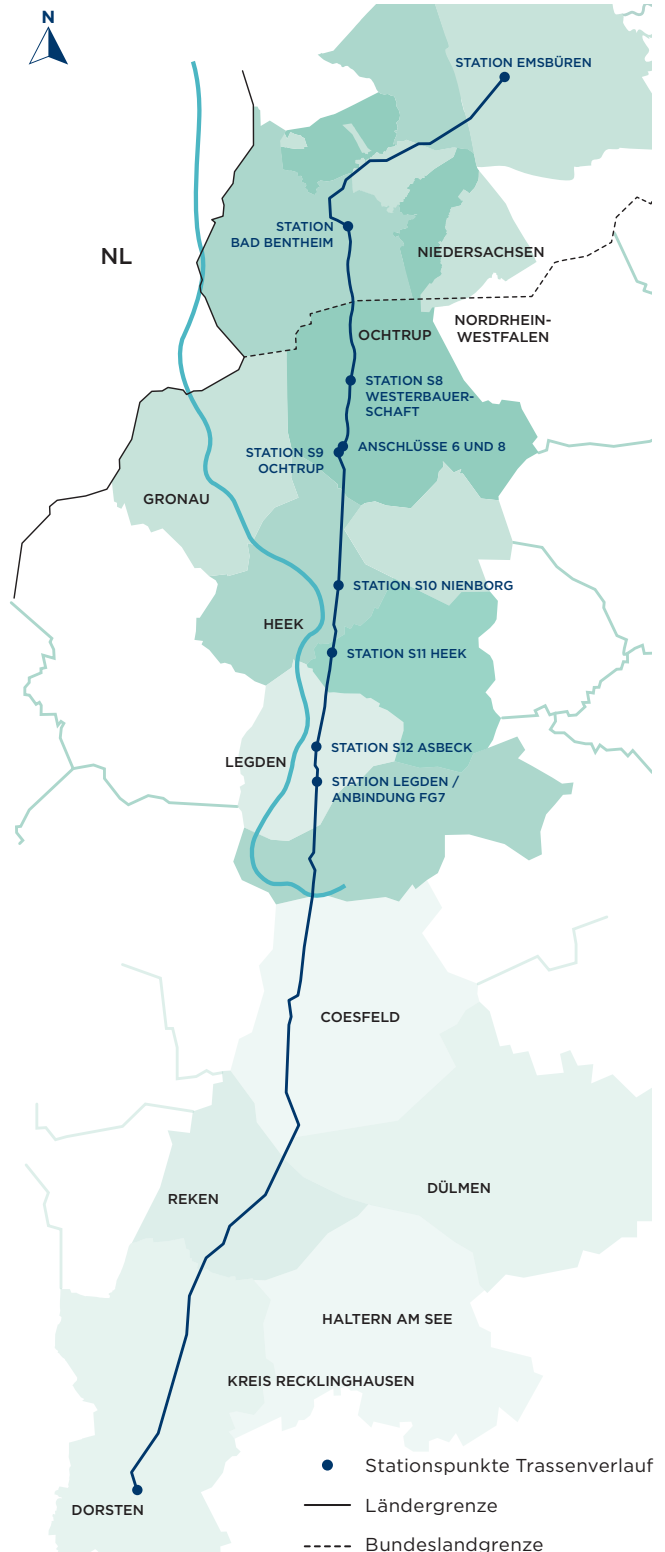 N
STATION EMSBÜREN
STATION
BAD BENTHEIM
NL
NIEDERSACHSEN
NORDRHEIN-
WESTFALEN
OCHTRUP
STATION S8
WESTERBAUER-
SCHAFT
ANSCHLÜSSE 6 UND 8
STATION S9
OCHTRUP
GRONAU
STATION S10 NIENBORG
HEEK
STATION S11 HEEK
STATION S12 ASBECK
LEGDEN
STATION LEGDEN /
ANBINDUNG FG7
COESFELD
DÜLMEN
REKEN
HALTERN AM SEE
KREIS RECKLINGHAUSEN
DORSTEN
Stationspunkte Trassenverlauf
Ländergrenze
Bundeslandgrenze